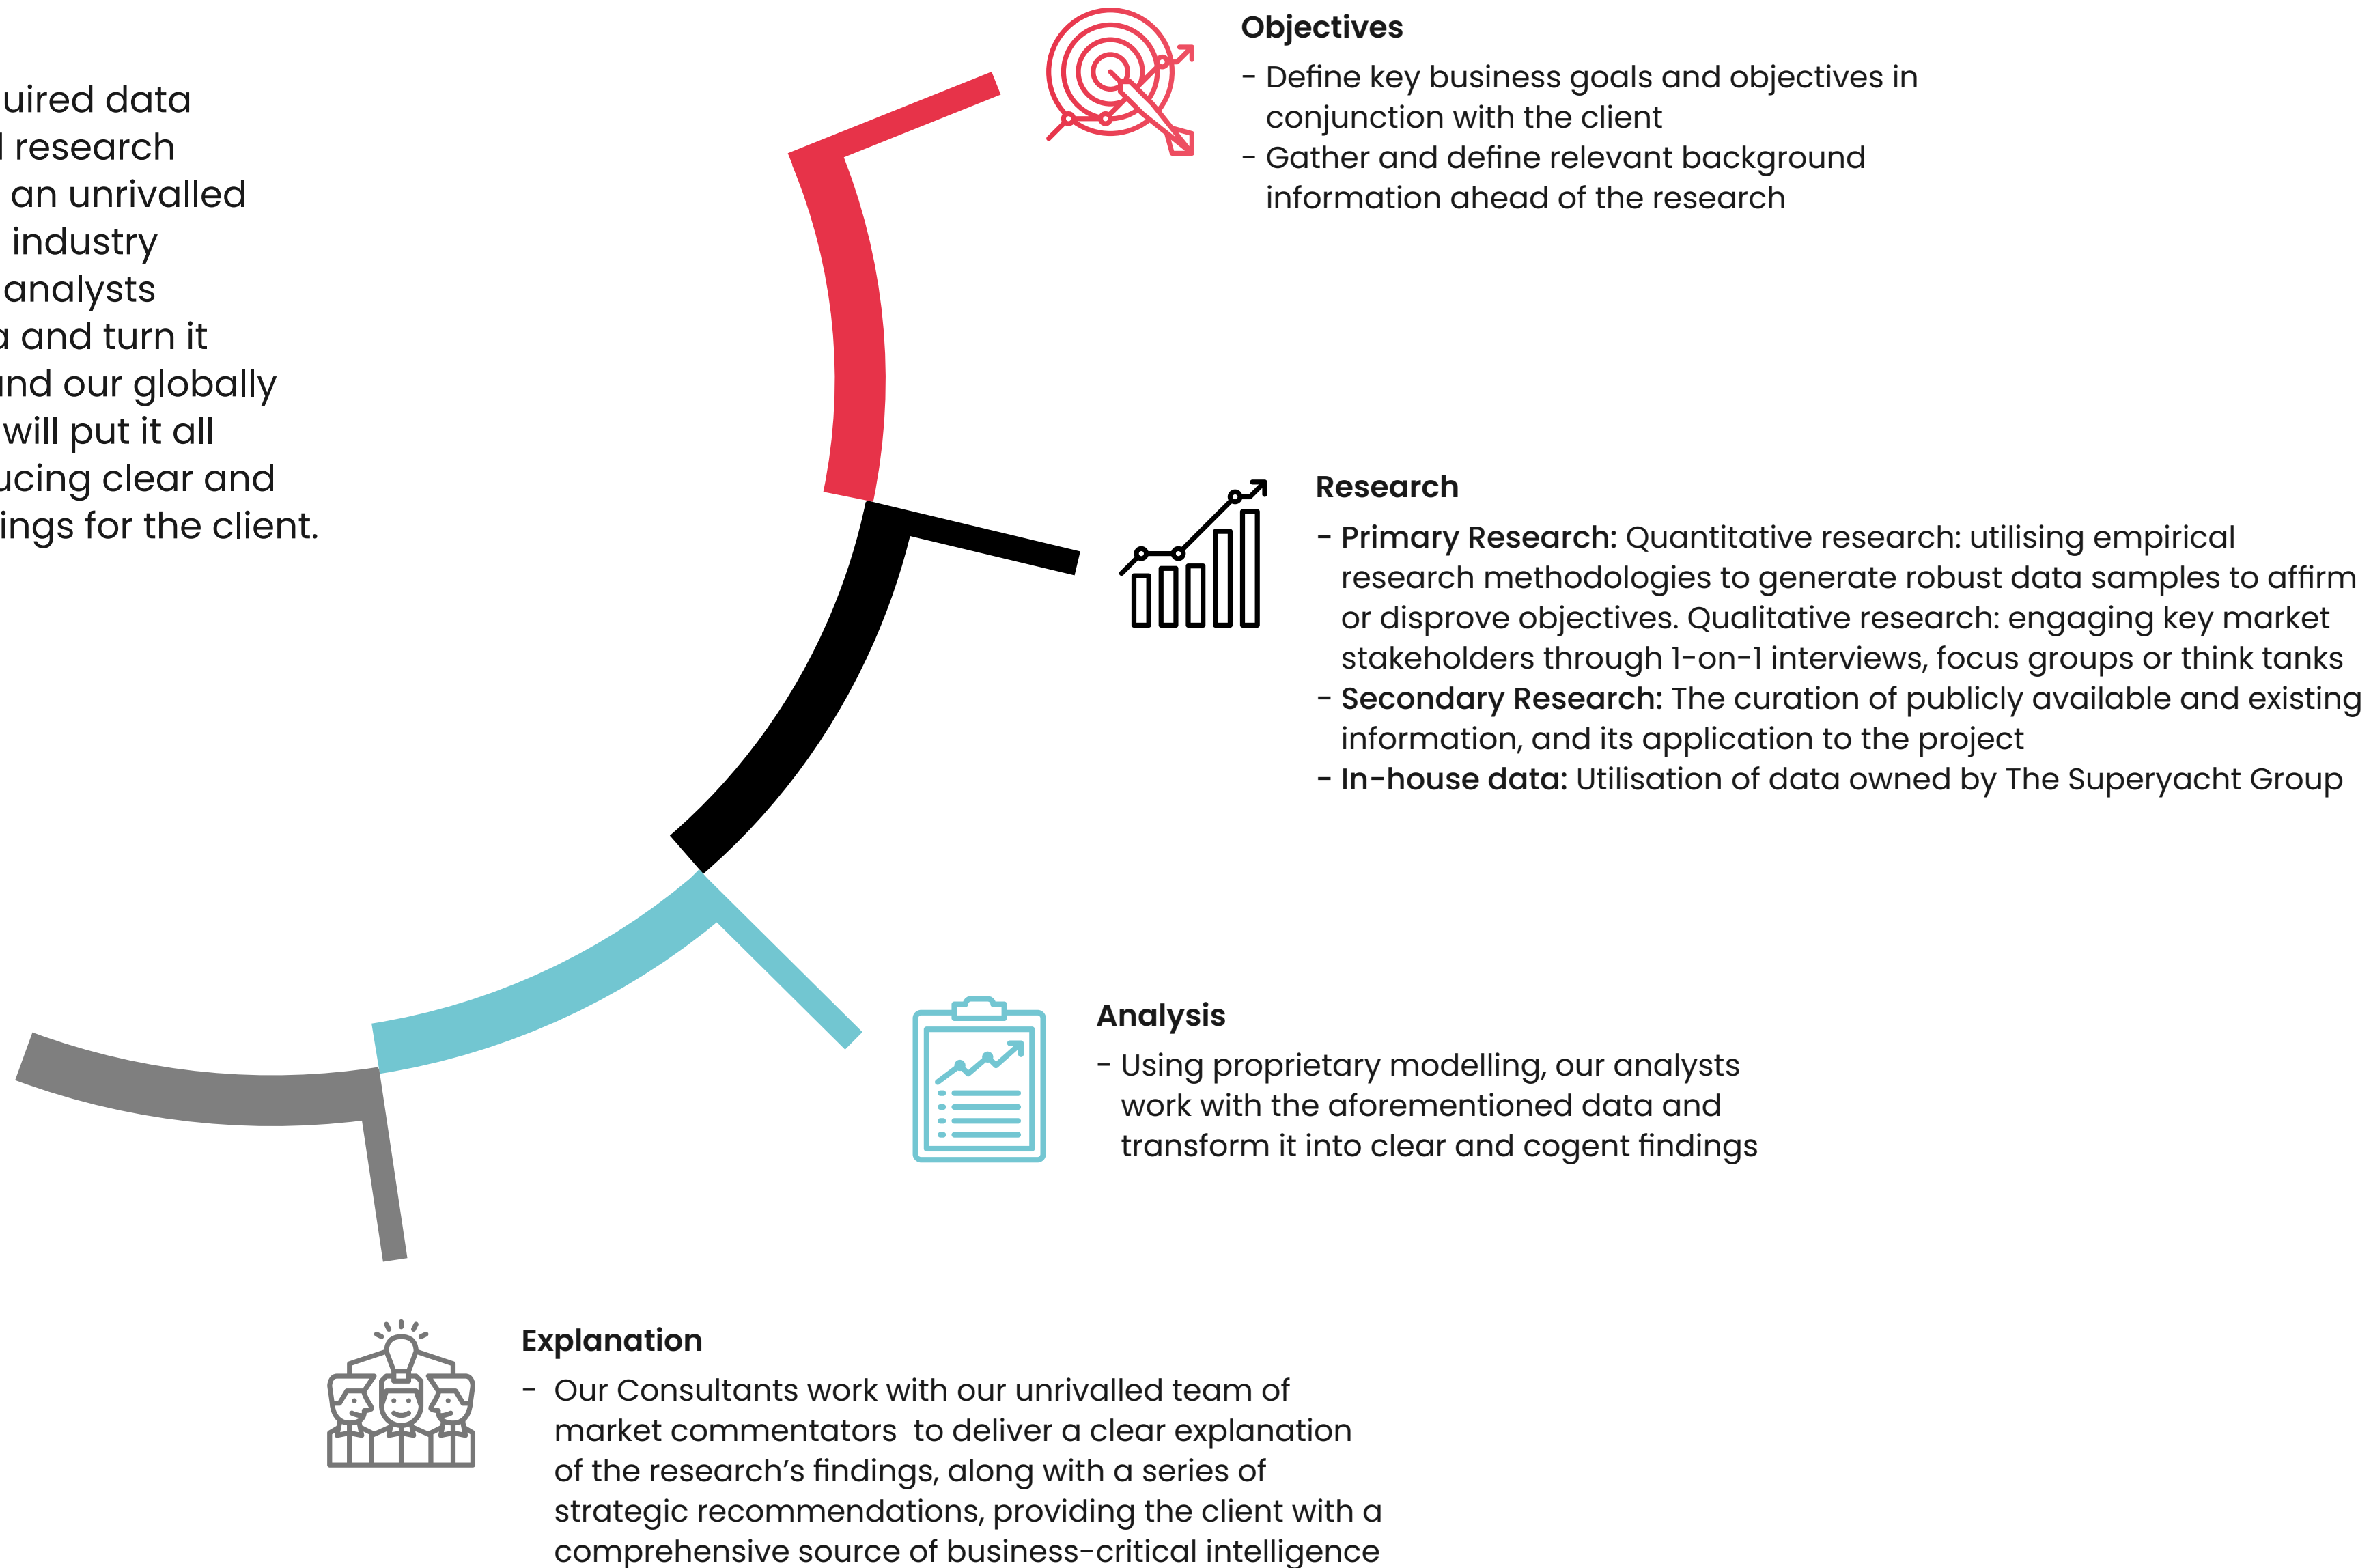 uired data
research
an unrivalled
industry
analysts
and turn it
and our globally
will put it all
ucing clear and
ings for the client.
Objectives
- Define key business goals and objectives in
conjunction with the client
- Gather and define relevant background
information ahead of the research
Research
- Primary Research: Quantitative research: utilising empirical
research methodologies to generate robust data samples to affirm
or disprove objectives. Qualitative research: engaging key market
stakeholders through 1-on-1 interviews, focus groups or think tanks
- Secondary Research: The curation of publicly available and existing
information, and its application to the project
- In-house data: Utilisation of data owned by The Superyacht Group
Analysis
- Using proprietary modelling, our analysts
work with the aforementioned data and
transform it into clear and cogent findings
Explanation
- Our Consultants work with our unrivalled team of
market commentators  to deliver a clear explanation
of the research’s findings, along with a series of
strategic recommendations, providing the client with a
comprehensive source of business-critical intelligence